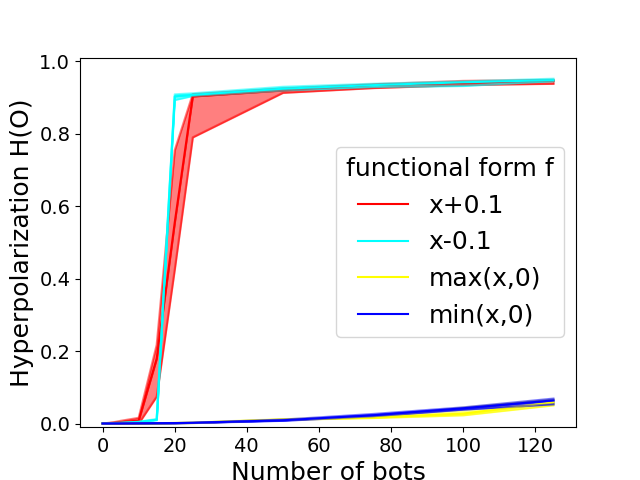 1.0
0.8
0.6
0.4
0.2
0.0
Hyperpolarization H(O)
functional form f
x+0.1
x-0.1
max(x,0)
min(x,0)
0 20 40 60 80 100 120
Number of bots